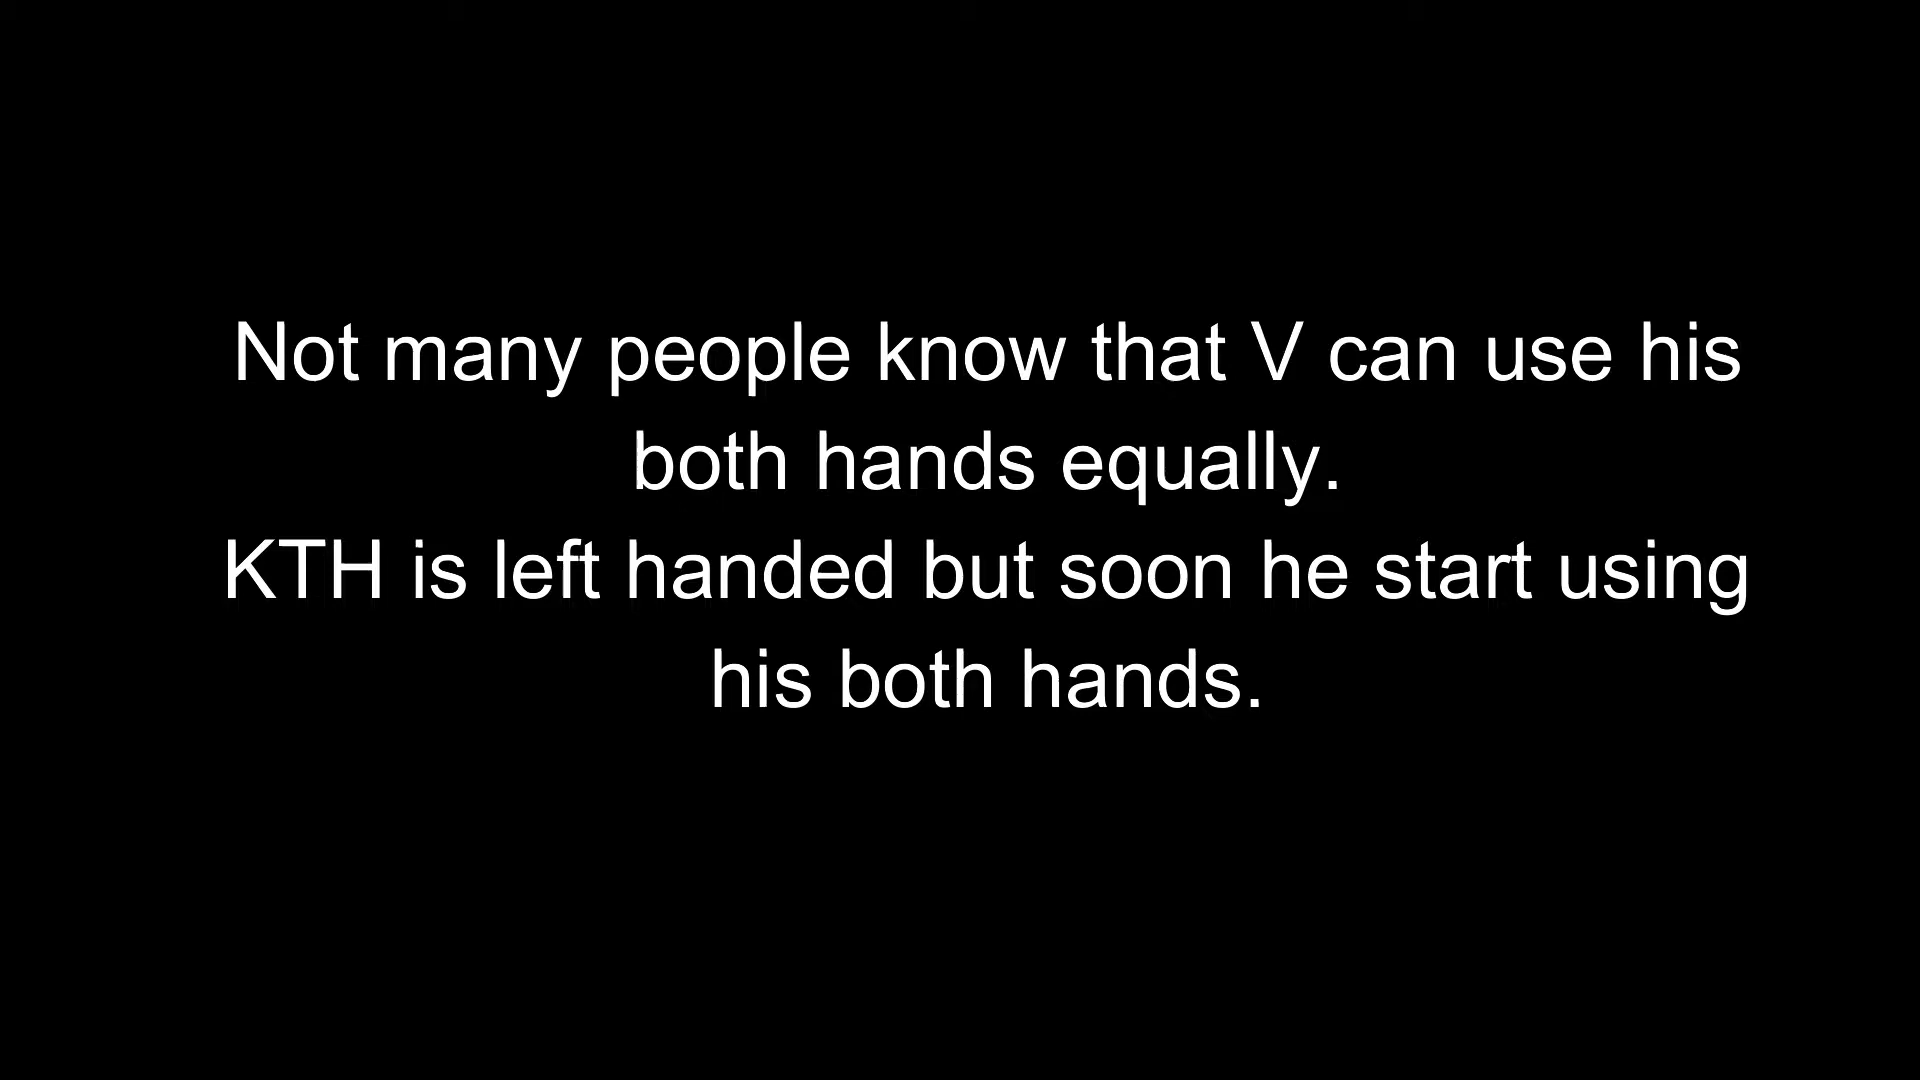 Not many people know that V can use his
both hands equally.
KTH is left handed but soon he start using
his both hands.